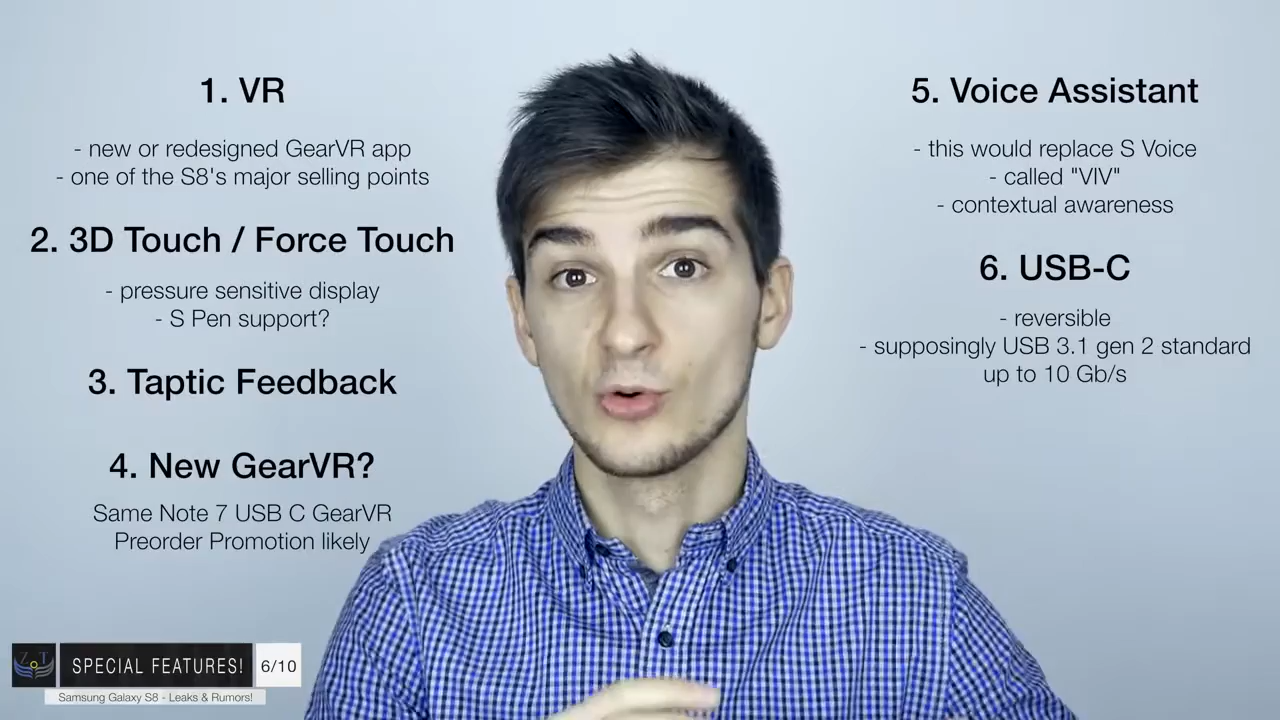 1. VR
- new or redesigned GearVR app
- one of the S8's major selling points
2. 3D Touch / Force Touch
- pressure sensitive display
- S Pen support?
3. Taptic Feedback
4. New GearVR?
Same Note 7 USB C GearVR
Preorder Promotion likely
5. Voice Assistant
- this would replace S Voice
- called "VIV"
- contextual awareness
6. USB-C
- reversible
- supposingly USB 3.1 gen 2 standard
up to 10 Gb/s
ZoT
SPECIAL FEATURES! 6/10
Samsung Galaxy S8 - Leaks & Rumors!